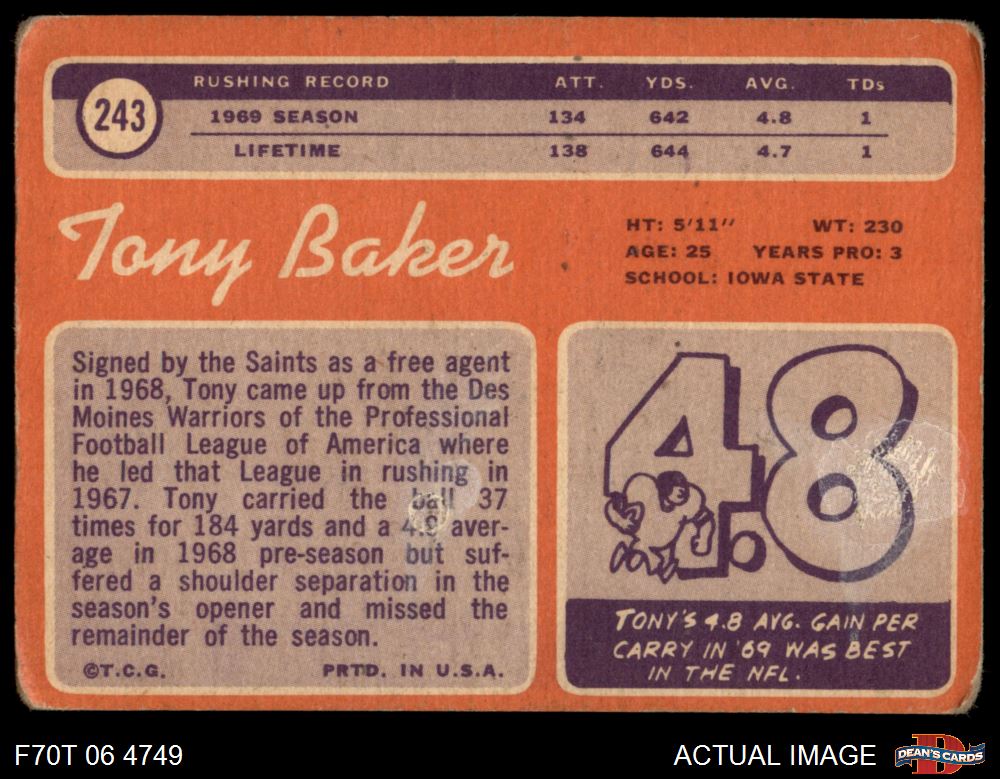 243
RUSHING RECORD ATT. YDS. AVG. TDs
1969 SEASON 134 642 4.8 1
LIFETIME 138 644 4.7 1
Tony Baker
HT: 5'11" WT: 230
AGE: 25 YEARS PRO: 3
SCHOOL: IOWA STATE
Signed by the Saints as a free agent
in 1968, Tony came up from the Des
Moines Warriors of the Professional
Football League of America where
he led that League in rushing in
1967. Tony carried the ball 37
times for 184 yards and a 4.9 aver-
age in 1968 pre-season but suf-
fered a shoulder separation in the
season's opener and missed the
remainder of the season.
©T.C.G. PRTD. IN U.S.A.
4.8
TONY'S 4.8 AVG. GAIN PER
CARRY IN '69 WAS BEST
IN THE NFL.
F70T 06 4749 ACTUAL IMAGE
D
DEAN'S CARDS